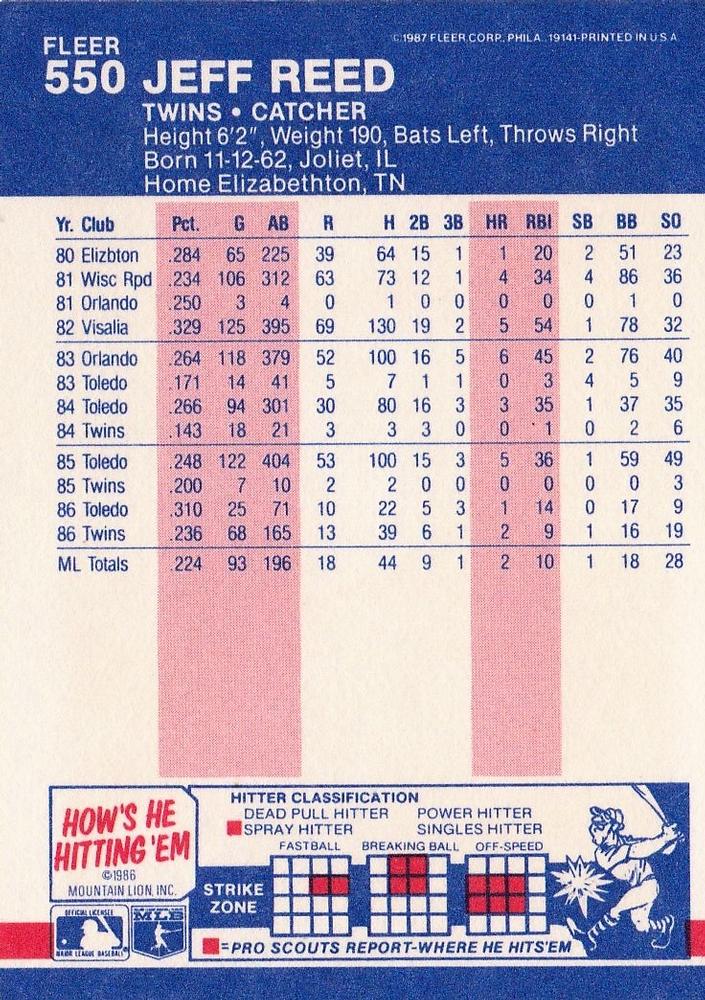 FLEER
©1987 FLEER CORP. PHILA. 19141-PRINTED IN U S A
550 JEFF REED
TWINS • CATCHER
Height 6'2", Weight 190, Bats Left, Throws Right
Born 11-12-62, Joliet, IL
Home Elizabethton, TN
Yr. Club Pct. G AB R H 2B 3B HR RBI SB BB SO
80 Elizbton .284 65 225 39 64 15 1 1 20 2 51 23
81 Wisc Rpd .234 106 312 63 73 12 1 4 34 4 86 36
81 Orlando .250 3 4 0 1 0 0 0 0 0 1 0
82 Visalia .329 125 395 69 130 19 2 5 54 1 78 32
83 Orlando .264 118 379 52 100 16 5 6 45 2 76 40
83 Toledo .171 14 41 5 7 1 1 0 3 4 5 9
84 Toledo .266 94 301 30 80 16 3 3 35 1 37 35
84 Twins .143 18 21 3 3 3 0 0 1 0 2 6
85 Toledo .248 122 404 53 100 15 3 5 36 1 59 49
85 Twins .200 7 10 2 2 0 0 0 0 0 0 3
86 Toledo .310 25 71 10 22 5 3 1 14 0 17 9
86 Twins .236 68 165 13 39 6 1 2 9 1 16 19
ML Totals .224 93 196 18 44 9 1 2 10 1 18 28
HOW'S HE
HITTING 'EM
©1986
MOUNTAIN LION, INC.
OFFICIAL LICENSEE
MAJOR LEAGUE BASEBALL
MLB
HITTER CLASSIFICATION
DEAD PULL HITTER POWER HITTER
SPRAY HITTER SINGLES HITTER
FASTBALL BREAKING BALL OFF-SPEED
STRIKE
ZONE
=PRO SCOUTS REPORT-WHERE HE HITS'EM